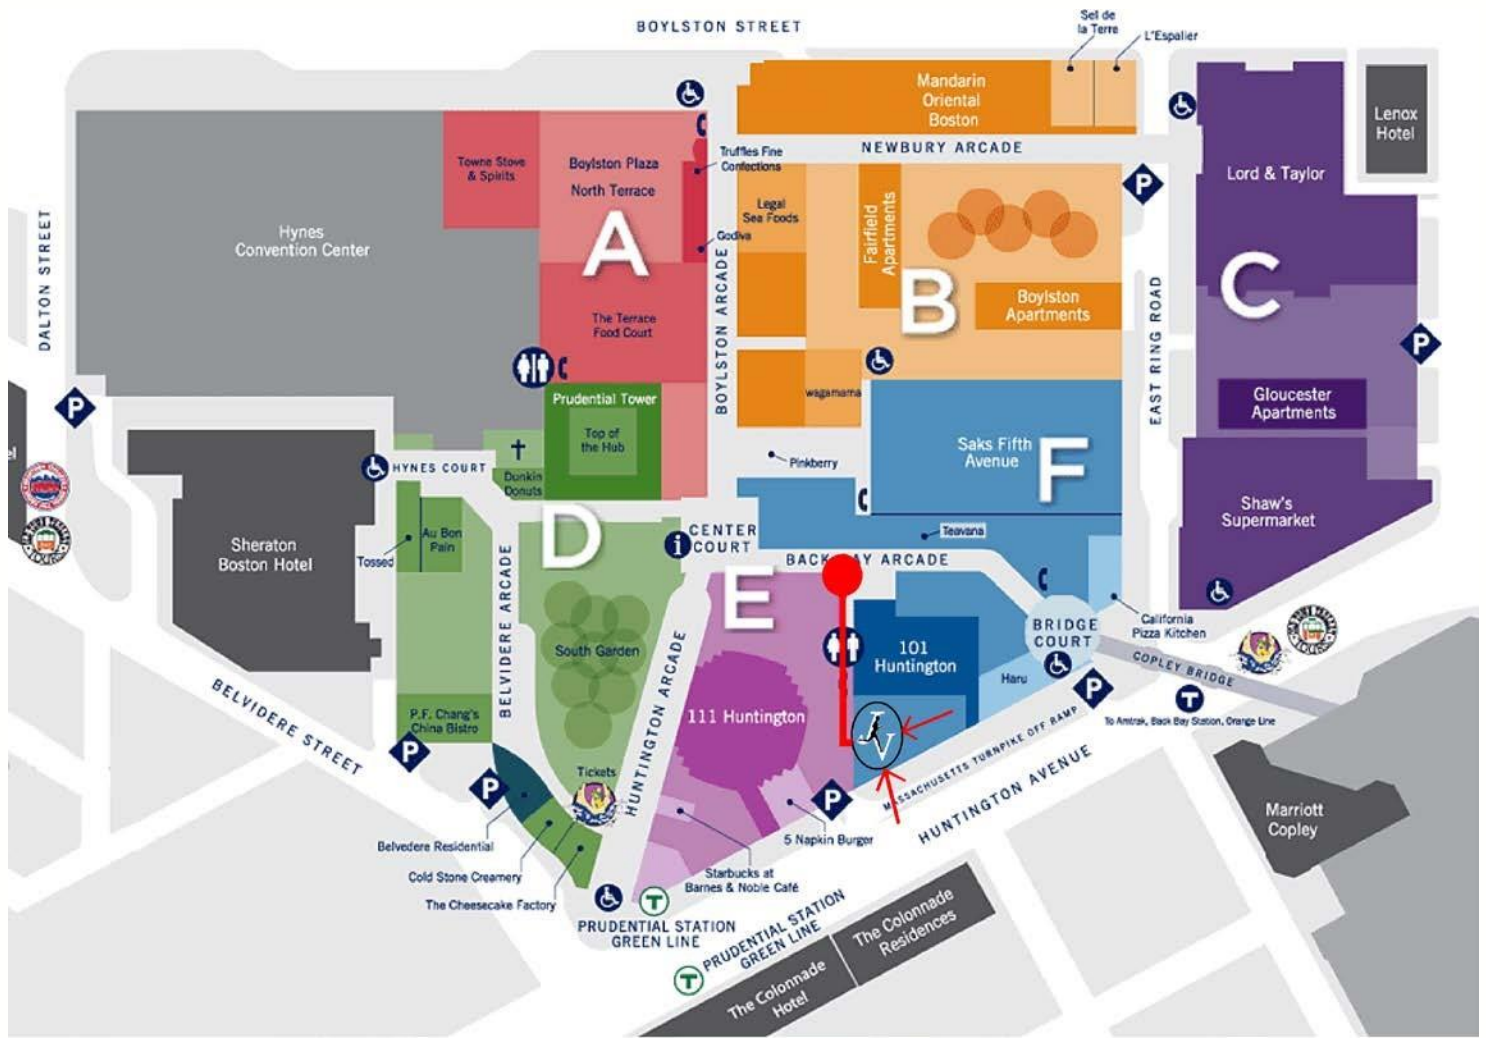 BOYLSTON STREET
Sel de
la Terre
L'Espalier
Mandarin
Oriental
Boston
Lenox
Hotel
NEWBURY ARCADE
Towne Stove
& Spirits
Boylston Plaza
North Terrace
Truffles Fine
Confections
Lord & Taylor
P
Hynes
Convention Center
A
Legal
Sea Foods
Godiva
Fairfield
Apartments
B
Boylston
Apartments
C
DALTON STREET
The Terrace
Food Court
BOYLSTON ARCADE
EAST RING ROAD
P
P
Prudential Tower
Top of
the Hub
wagamama
Gloucester
Apartments
HYNES COURT
Dunkin
Donuts
Pinkberry
Saks Fifth
Avenue
F
Shaw's
Supermarket
el
Sheraton
Boston Hotel
Tossed
Au Bon
Pain
D
i
CENTER
COURT
Teavana
BACK BAY ARCADE
E
BELVIDERE ARCADE
South Garden
HUNTINGTON ARCADE
101
Huntington
BRIDGE
COURT
California
Pizza Kitchen
COPLEY BRIDGE
Haru
P
T
To Amtrak, Back Bay Station, Orange Line
BELVIDERE STREET
P.F. Chang's
China Bistro
111 Huntington
JV
MASSACHUSETTS TURNPIKE OFF RAMP
HUNTINGTON AVENUE
P
P
Tickets
P
Belvedere Residential
Cold Stone Creamery
The Cheesecake Factory
5 Napkin Burger
Starbucks at
Barnes & Noble Café
Marriott
Copley
T
PRUDENTIAL STATION
GREEN LINE
T
PRUDENTIAL STATION
GREEN LINE
The Colonnade
Hotel
The Colonnade
Residences